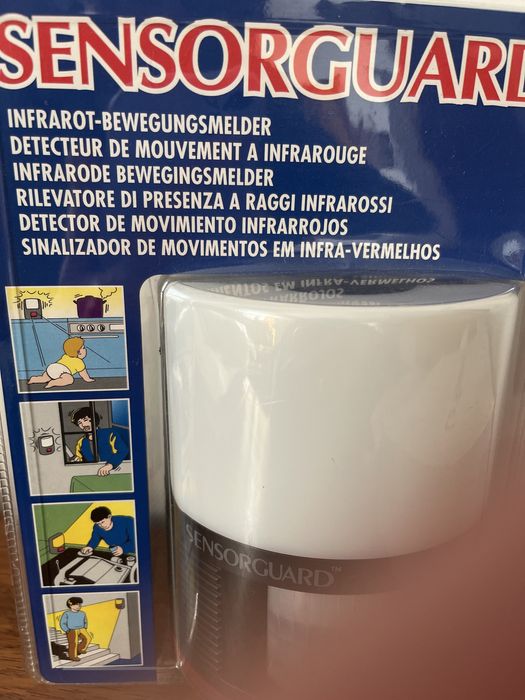 SENSORGUARD
INFRAROT-BEWEGUNGSMELDER
DETECTEUR DE MOUVEMENT A INFRAROUGE
INFRARODE BEWEGINGSMELDER
RILEVATORE DI PRESENZA A RAGGI INFRAROSSI
DETECTOR DE MOVIMIENTO INFRARROJOS
SINALIZADOR DE MOVIMENTOS EM INFRA-VERMELHOS
SENSORGUARD™